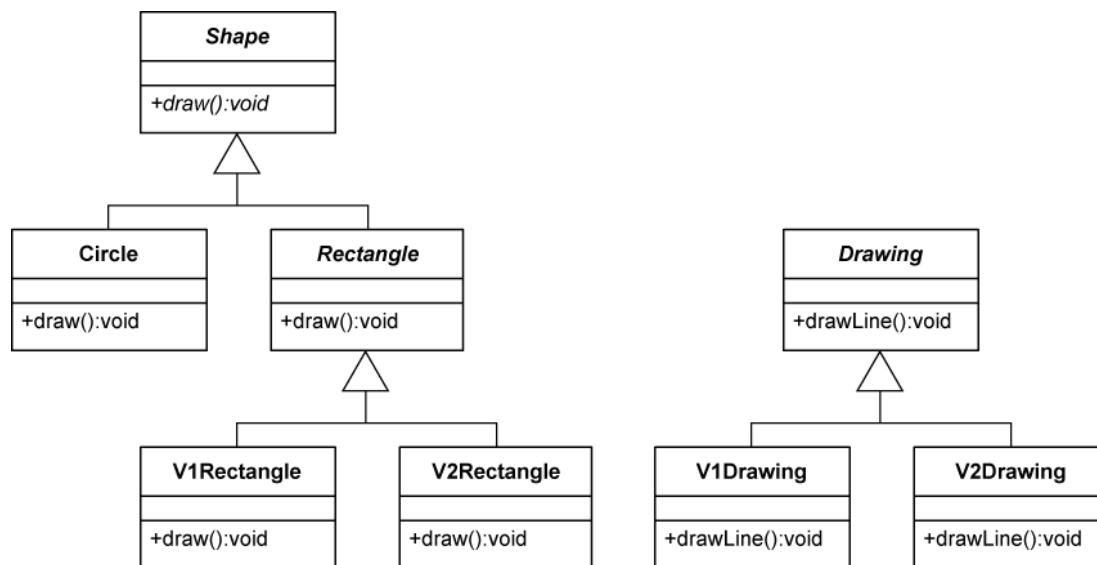 Shape
+draw():void
Circle
+draw():void
Rectangle
+draw():void
Drawing
+drawLine():void
V1Rectangle
+draw():void
V2Rectangle
+draw():void
V1Drawing
+drawLine():void
V2Drawing
+drawLine():void